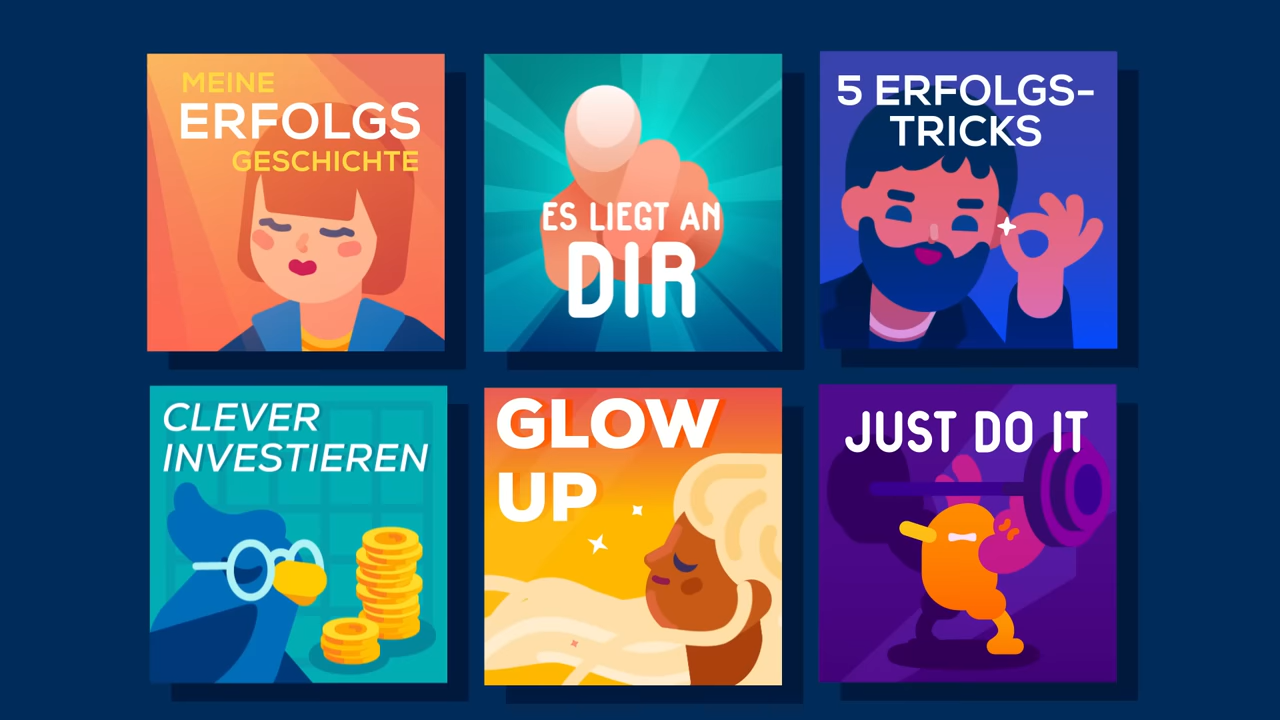 MEINE
ERFOLGS
GESCHICHTE
ES LIEGT AN
DIR
5 ERFOLGS-
TRICKS
CLEVER
INVESTIEREN
GLOW
UP
JUST DO IT